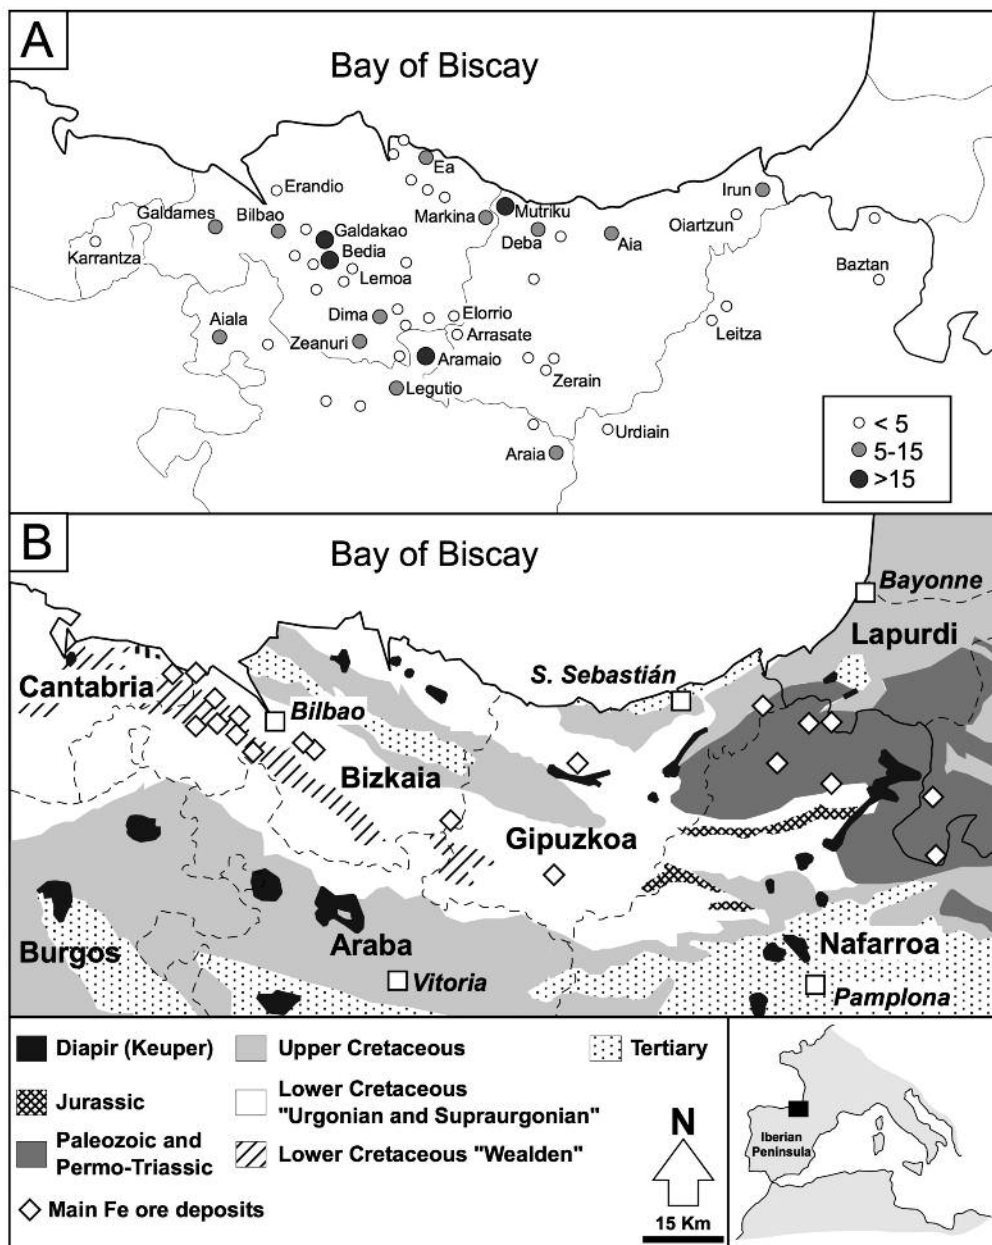 A
Bay of Biscay
Ea
Erandio
Irun
Galdames
Bilbao
Markina
Mutriku
Oiartzun
Galdakao
Deba
Aia
Karrantza
Bedia
Baztan
Lemoa
Dima
Elorrio
Aiala
Arrasate
Leitza
Zeanuri
Aramaio
Zerain
Legutio
Urdiain
Araia
< 5
5-15
>15
B
Bay of Biscay
Bayonne
Lapurdi
S. Sebastián
Cantabria
Bilbao
Bizkaia
Gipuzkoa
Burgos
Araba
Nafarroa
Vitoria
Pamplona
Diapir (Keuper)
Upper Cretaceous
Tertiary
Jurassic
Lower Cretaceous
"Urgonian and Supraurgonian"
Paleozoic and
Permo-Triassic
Lower Cretaceous "Wealden"
Main Fe ore deposits
N
15 Km
Iberian
Peninsula